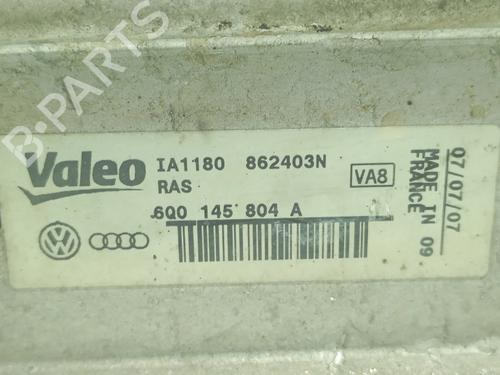 B-PARTS
Valeo
IA1180 862403N
RAS
VA8
6Q0 145 804 A
07/07/07
MADE IN 09
FRANCE